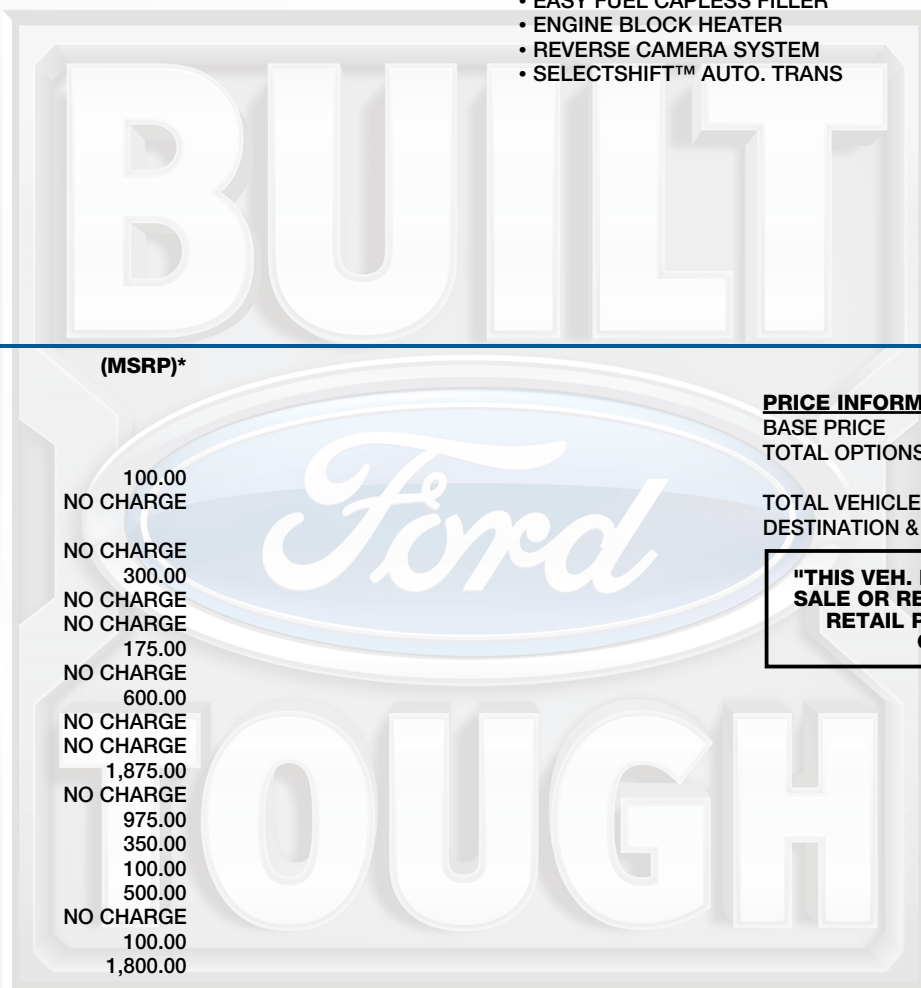 • EASY FUEL CAPLESS FILLER
• ENGINE BLOCK HEATER
• REVERSE CAMERA SYSTEM
• SELECTSHIFT™ AUTO. TRANS
BUILT
(MSRP)*
100.00
NO CHARGE
NO CHARGE
300.00
NO CHARGE
NO CHARGE
175.00
NO CHARGE
600.00
NO CHARGE
NO CHARGE
1,875.00
NO CHARGE
975.00
350.00
100.00
500.00
NO CHARGE
100.00
1,800.00
Ford
TOUGH
PRICE INFORM
BASE PRICE
TOTAL OPTIONS
TOTAL VEHICLE
DESTINATION &
"THIS VEH.
SALE OR RE
RETAIL P